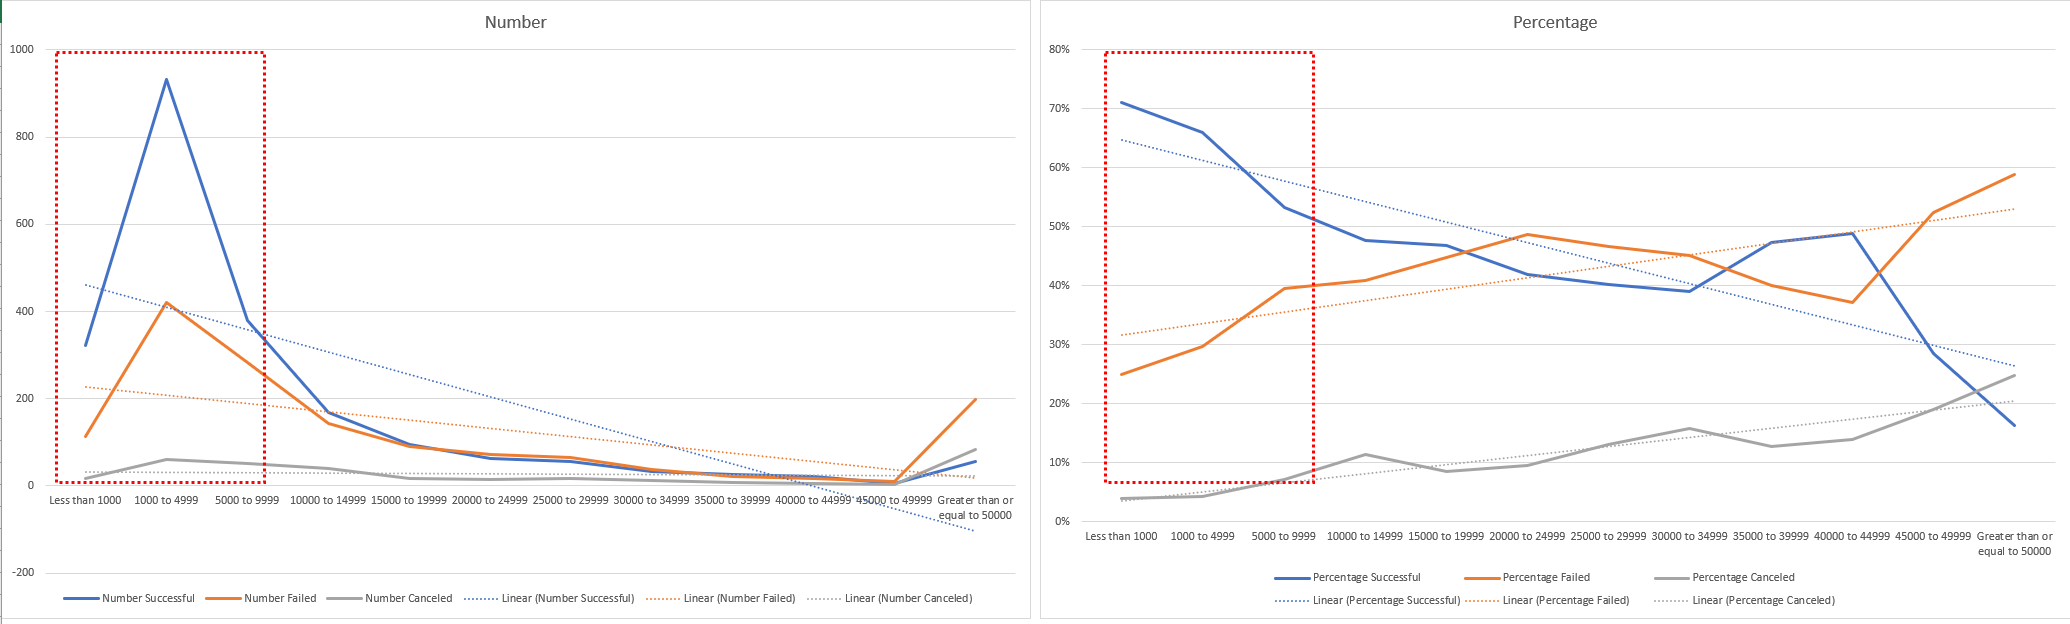 Number
1000
800
600
400
200
0
-200
Less than 1000 1000 to 4999 5000 to 9999 10000 to 14999 15000 to 19999 20000 to 24999 25000 to 29999 30000 to 34999 35000 to 39999 40000 to 44999 45000 to 49999 Greater than or
equal to 50000
Number Successful Number Failed Number Canceled Linear (Number Successful) Linear (Number Failed) Linear (Number Canceled)
Percentage
80%
70%
60%
50%
40%
30%
20%
10%
0%
Less than 1000 1000 to 4999 5000 to 9999 10000 to 14999 15000 to 19999 20000 to 24999 25000 to 29999 30000 to 34999 35000 to 39999 40000 to 44999 45000 to 49999 Greater than or
equal to 50000
Percentage Successful Percentage Failed Percentage Canceled
Linear (Percentage Successful) Linear (Percentage Failed) Linear (Percentage Canceled)